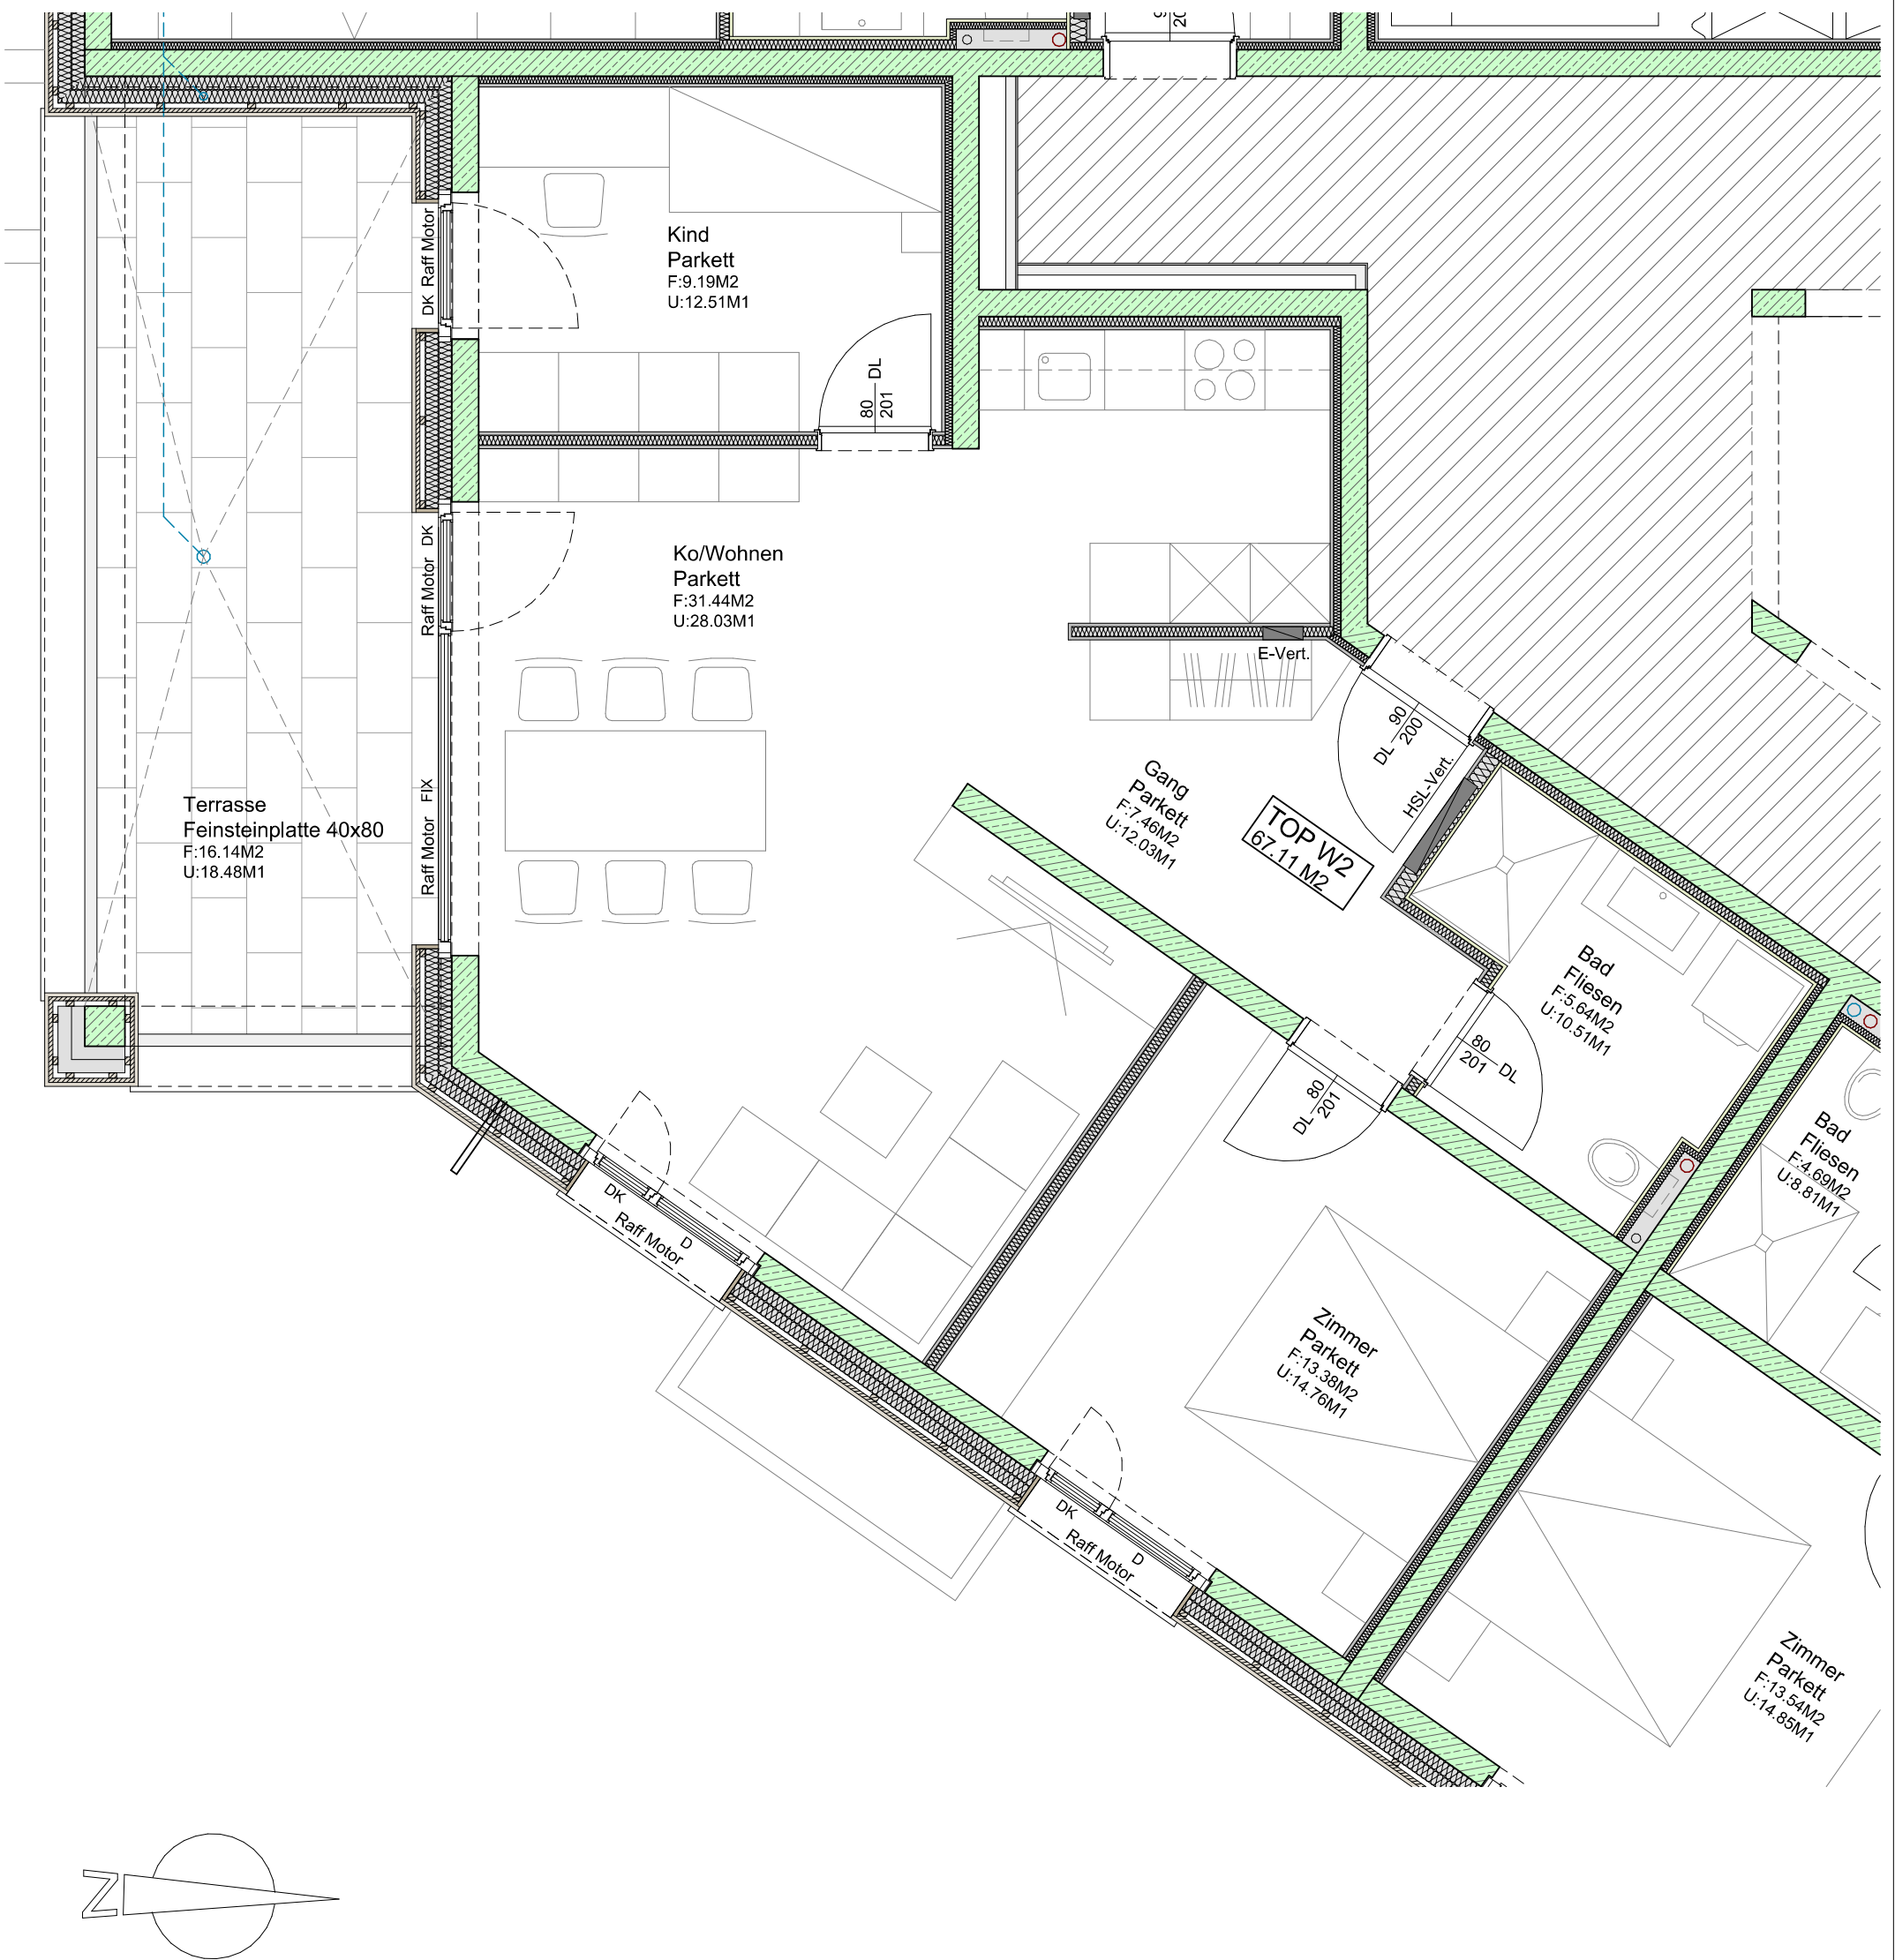 Raff Motor
DK
Kind
Parkett
F:9.19M2
U:12.51M1
80
201
DL
Raff Motor DK
Ko/Wohnen
Parkett
F:31.44M2
U:28.03M1
E-Vert.
90
200
DL
HSL-Vert.
Gang
Parkett
F:7.46M2
U:12.03M1
TOP W2
67.11 M2
Terrasse
Feinsteinplatte 40x80
F:16.14M2
U:18.48M1
Raff Motor FIX
Bad
Fliesen
F:5.64M2
U:10.51M1
80
201
DL
80
201
DL
Bad
Fliesen
F:4.69M2
U:8.81M1
DK
D
Raff Motor
Zimmer
Parkett
F:13.38M2
U:14.76M1
DK
D
Raff Motor
Zimmer
Parkett
F:13.54M2
U:14.85M1
N